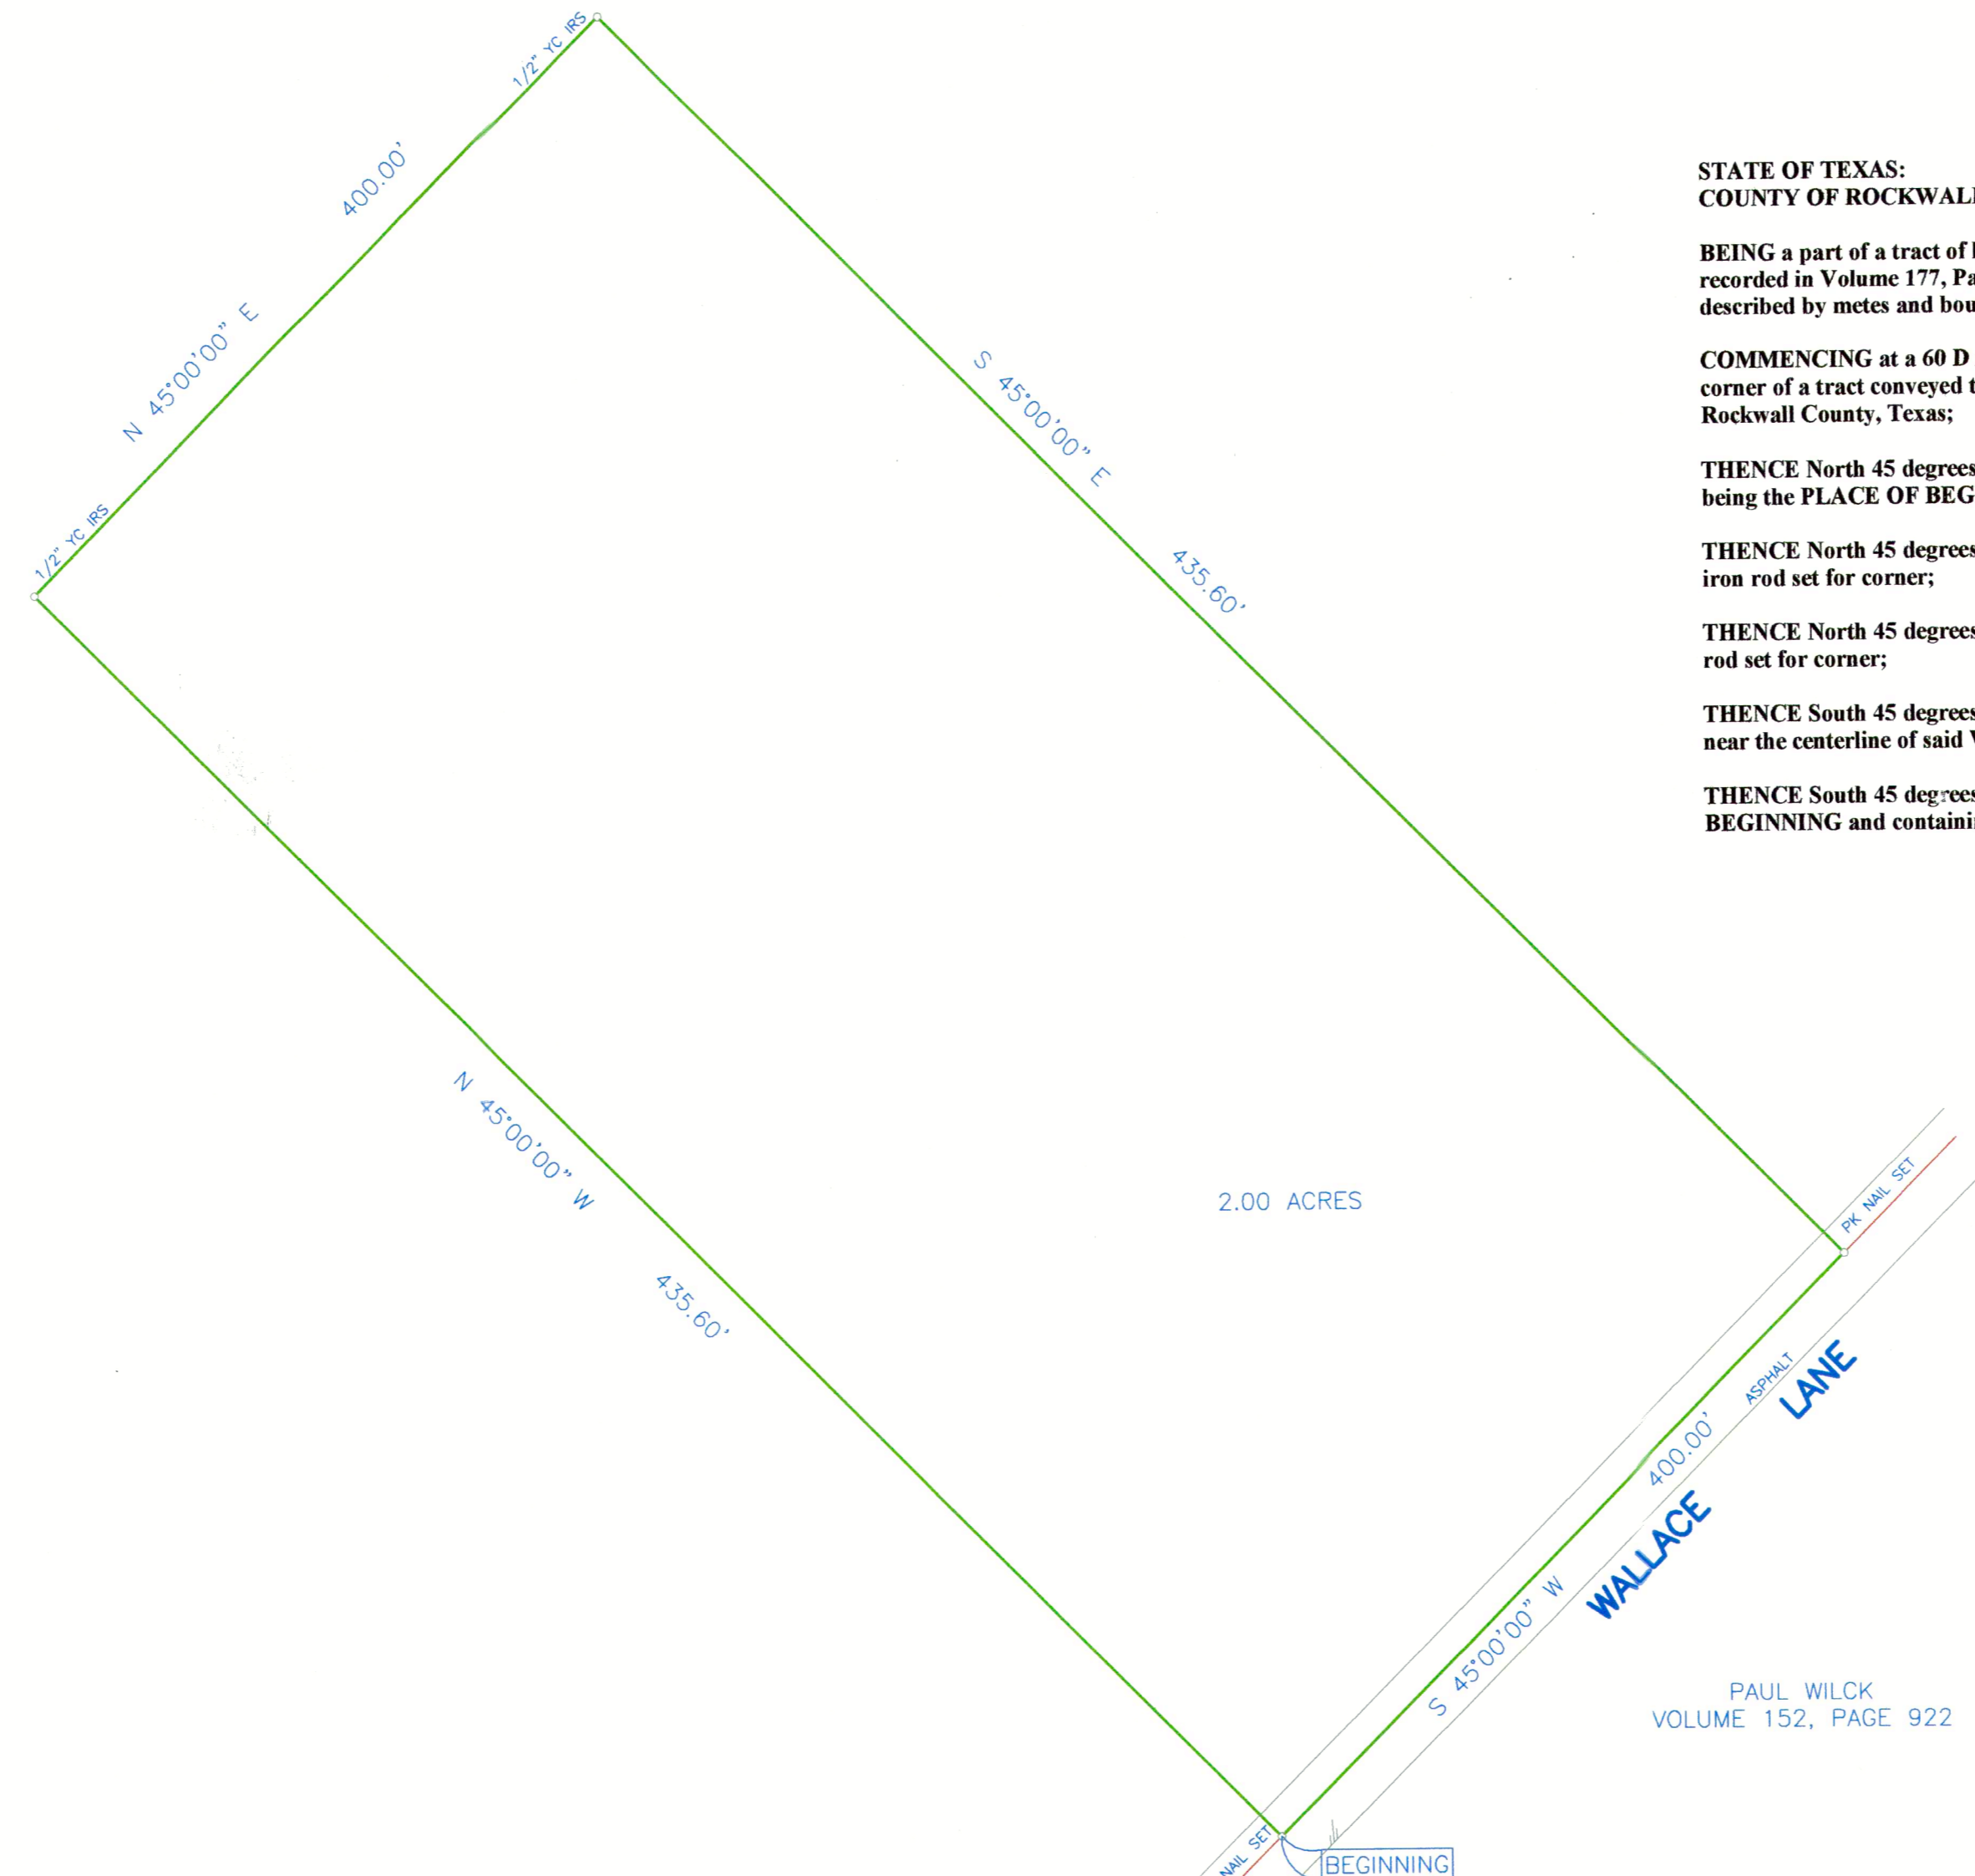 1/2" YC IRS
400.00'
N 45°00'00" E
1/2" YC IRS
S 45°00'00" E
435.60'
N 45°00'00" W
435.60'
2.00 ACRES
PK NAIL SET
ASPHALT
LANE
400.00'
WALLACE
S 45°00'00" W
PAUL WILCK
VOLUME 152, PAGE 922
NAIL SET
BEGINNING
STATE OF TEXAS:
COUNTY OF ROCKWALL
BEING a part of a tract of
recorded in Volume 177,
described by metes and
COMMENCING at a 60 D
corner of a tract conveyed
Rockwall County, Texas;
THENCE North 45 degrees
being the PLACE OF
THENCE North 45 degrees
iron rod set for corner;
THENCE North 45 degrees
rod set for corner;
THENCE South 45 degrees
near the centerline of said
THENCE South 45 degrees
BEGINNING and